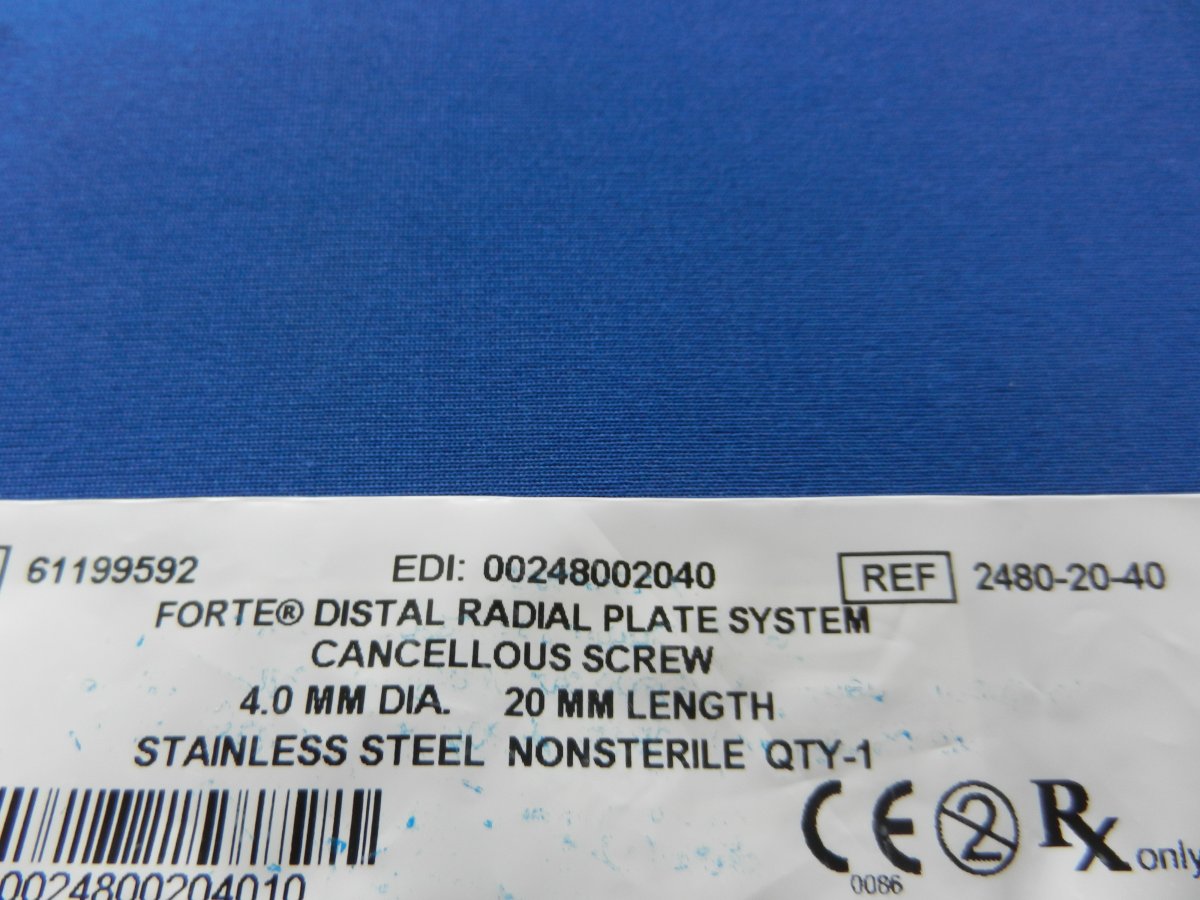 61199592 EDI: 00248002040 REF 2480-20-40
FORTE® DISTAL RADIAL PLATE SYSTEM
CANCELLOUS SCREW
4.0 MM DIA. 20 MM LENGTH
STAINLESS STEEL NONSTERILE QTY-1
CE 2 Rx only
0086
0024800204010